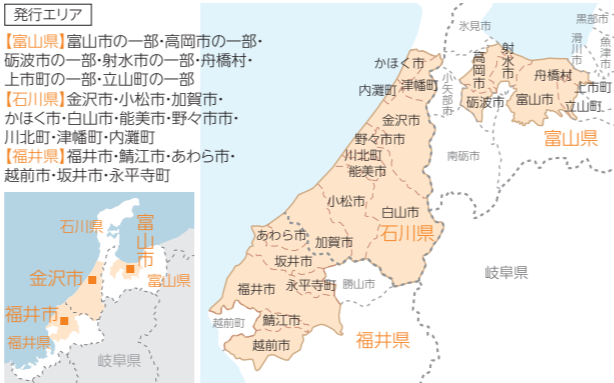 発行エリア
【富山県】富山市の一部・高岡市の一部・
砺波市の一部・射水市の一部・舟橋村・
上市町の一部・立山町の一部
【石川県】金沢市・小松市・加賀市・
かほく市・白山市・能美市・野々市市・
川北町・津幡町・内灘町
【福井県】福井市・鯖江市・あわら市・
越前市・坂井市・永平寺町
石川県
富山市
金沢市
富山県
福井市
福井県
岐阜県
氷見市
黒部市
魚津市
滑川市
射水市
高岡市
小矢部市
舟橋村
上市町
砺波市
富山市
立山町
富山県
南砺市
かほく市
津幡町
内灘町
金沢市
野々市市
川北町
能美市
小松市
白山市
石川県
あわら市
加賀市
坂井市
岐阜県
福井市
永平寺町
勝山市
越前町
鯖江市
越前市
福井県